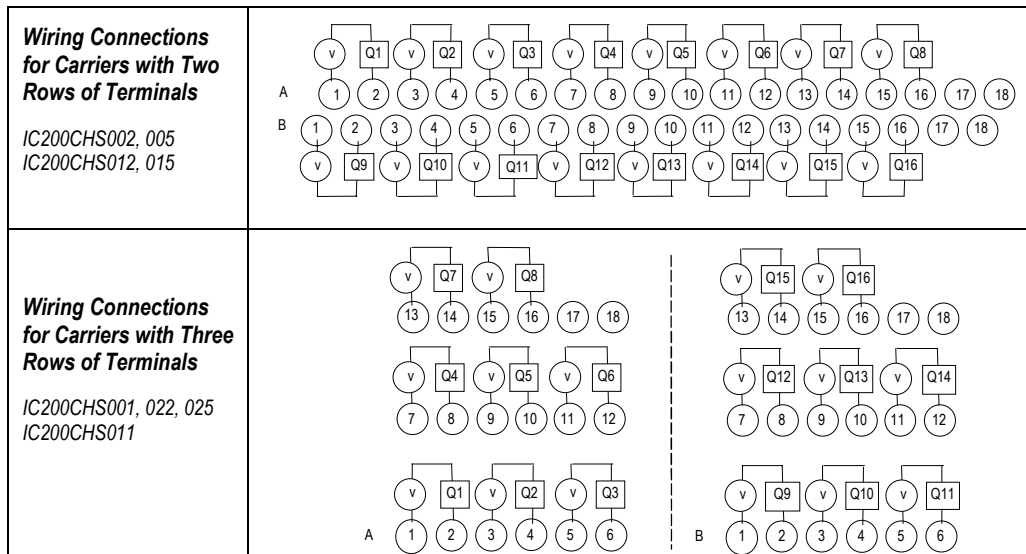 Wiring Connections
for Carriers with Two
Rows of Terminals
IC200CHS002, 005
IC200CHS012, 015
v Q1 v Q2 v Q3 v Q4 v Q5 v Q6 v Q7 v Q8
A 1 2 3 4 5 6 7 8 9 10 11 12 13 14 15 16 17 18
B 1 2 3 4 5 6 7 8 9 10 11 12 13 14 15 16 17 18
v Q9 v Q10 v Q11 v Q12 v Q13 v Q14 v Q15 v Q16
Wiring Connections
for Carriers with Three
Rows of Terminals
IC200CHS001, 022, 025
IC200CHS011
v Q7 v Q8
13 14 15 16 17 18
v Q4 v Q5 v Q6
7 8 9 10 11 12
v Q1 v Q2 v Q3
A 1 2 3 4 5 6
v Q15 v Q16
13 14 15 16 17 18
v Q12 v Q13 v Q14
7 8 9 10 11 12
v Q9 v Q10 v Q11
B 1 2 3 4 5 6